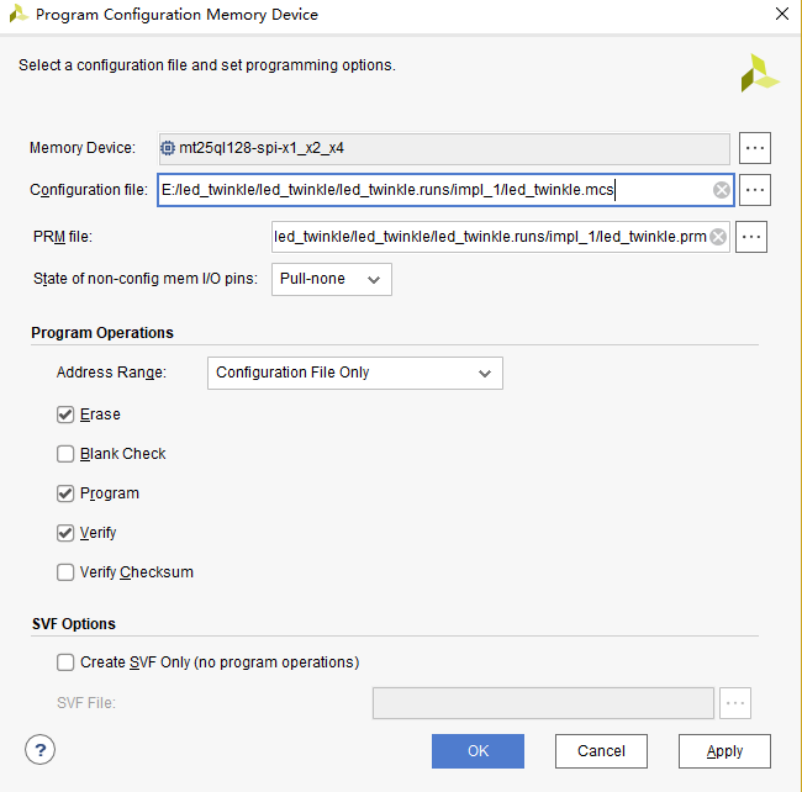 Program Configuration Memory Device
Select a configuration file and set programming options.
Memory Device: mt25ql128-spi-x1_x2_x4 ...
Configuration file: E:/led_twinkle/led_twinkle/led_twinkle.runs/impl_1/led_twinkle.mcs ...
PRM file: led_twinkle/led_twinkle/led_twinkle.runs/impl_1/led_twinkle.prm ...
State of non-config mem I/O pins: Pull-none
Program Operations
Address Range: Configuration File Only
Erase
Blank Check
Program
Verify
Verify Checksum
SVF Options
Create SVF Only (no program operations)
SVF File: ...
? OK Cancel Apply